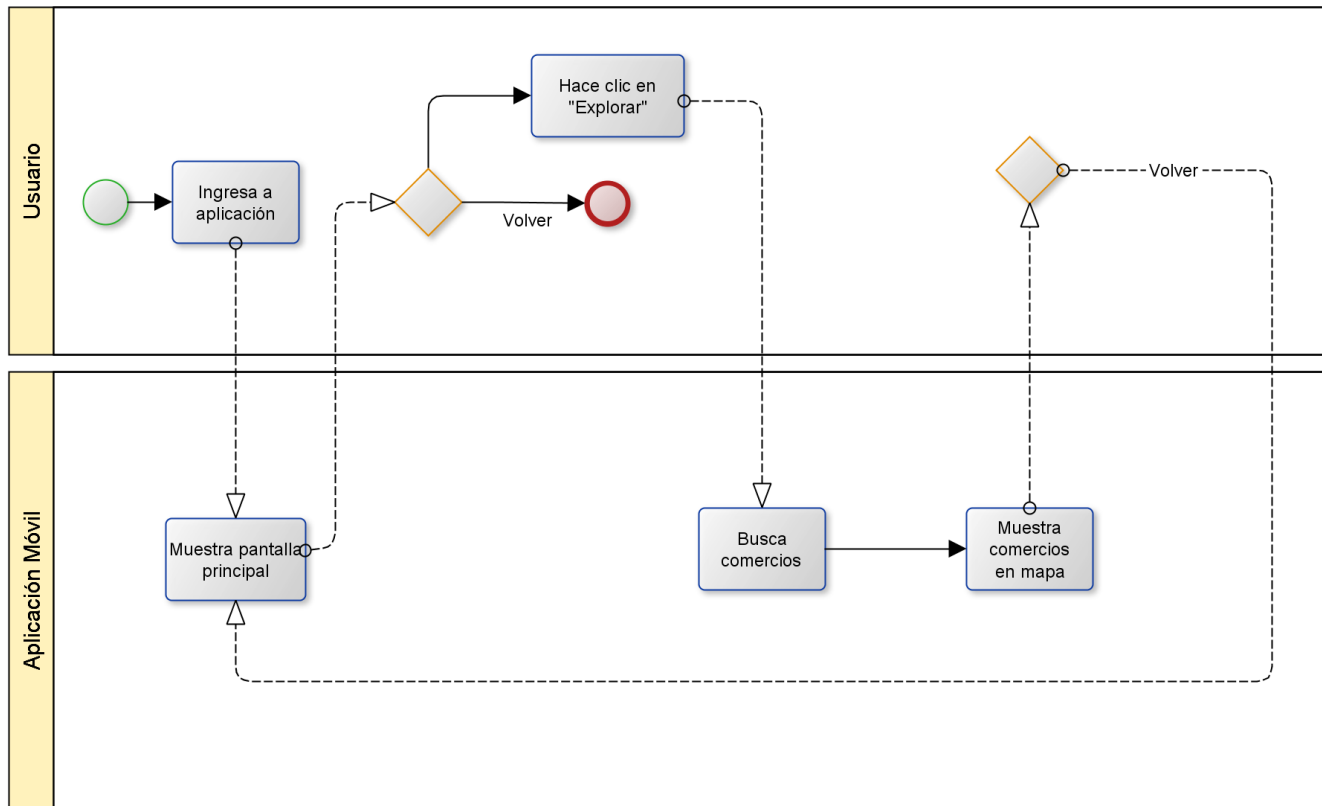 Usuario
Ingresa a
aplicación
Hace clic en
"Explorar"
Volver
Volver
Aplicación Móvil
Muestra pantalla
principal
Busca
comercios
Muestra
comercios
en mapa